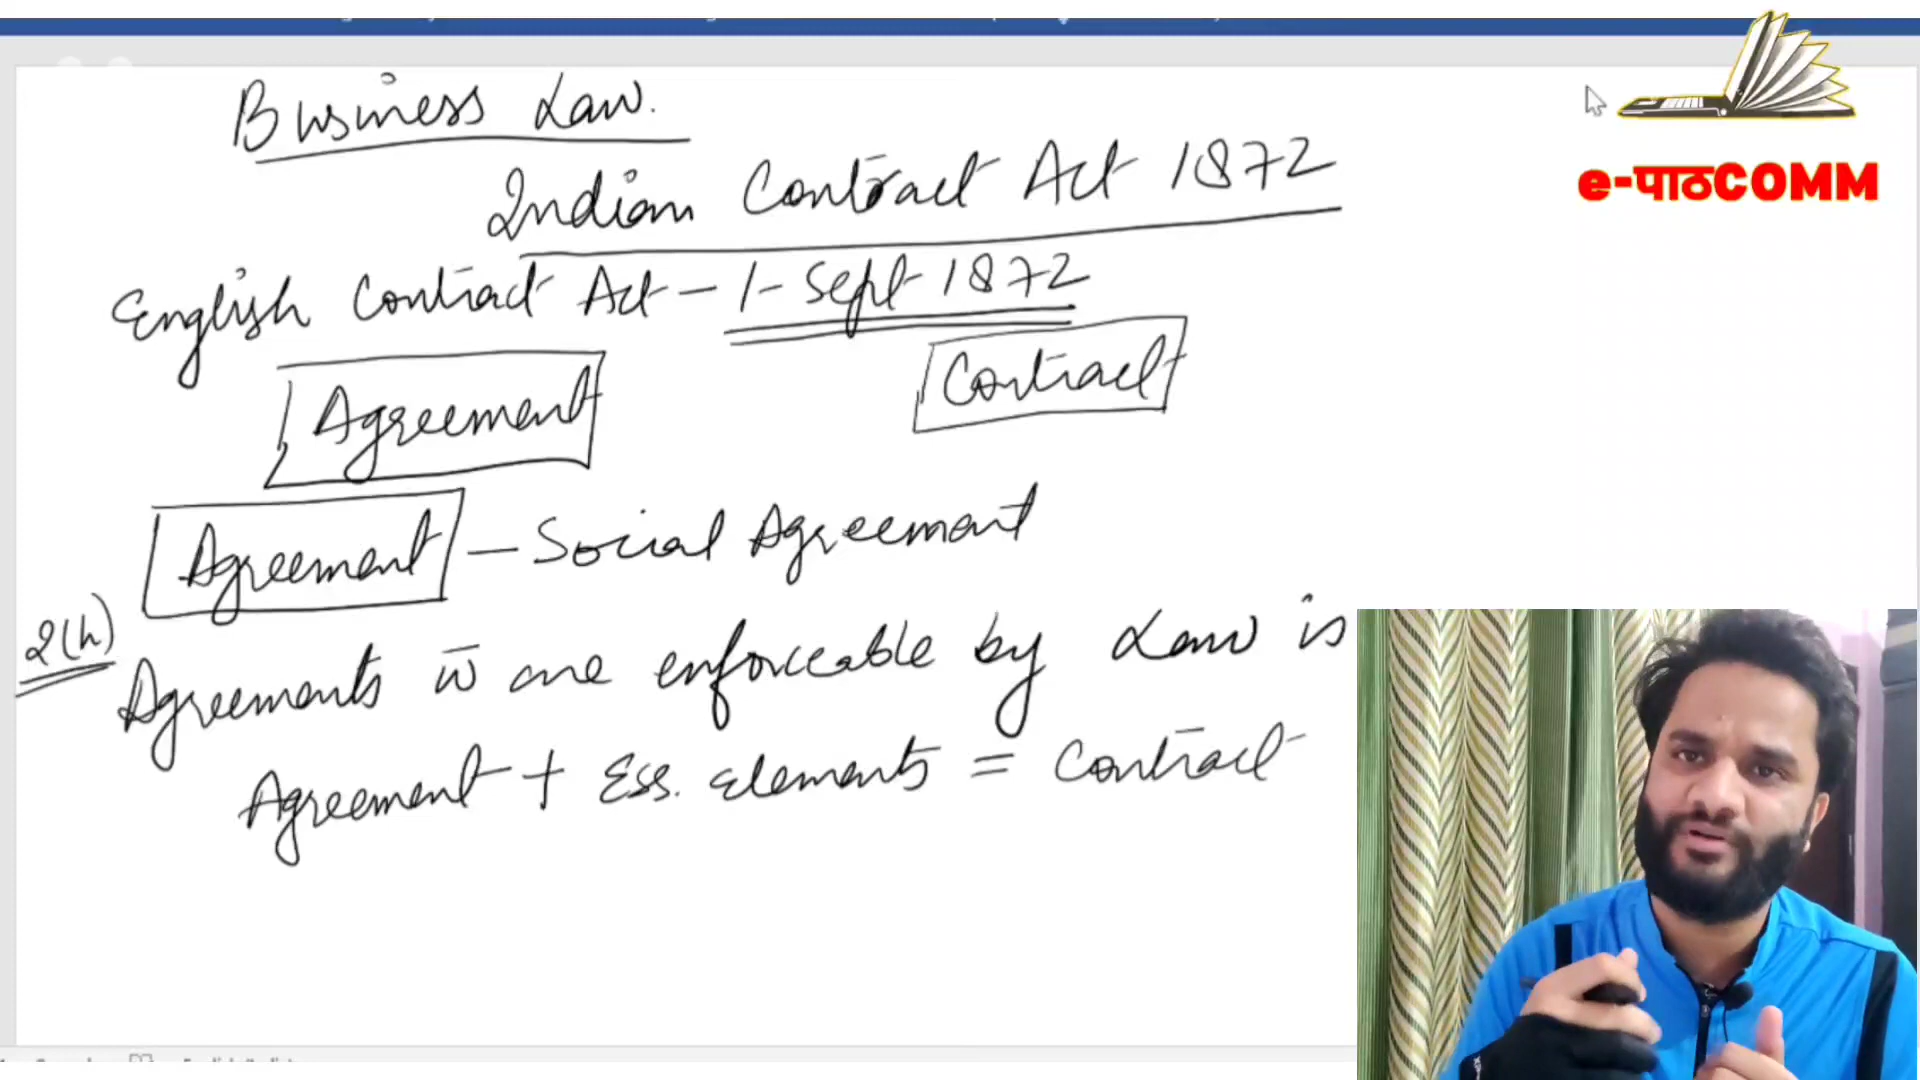 Business Law.
e-पाठCOMM
Indian Contract Act 1872
English Contract Act - 1 - Sept 1872
Agreement
Contract
Agreement - Social Agreement
2(h)
Agreements w̄ are enforceable by Law is
Agreement + Ess. Elements = Contract